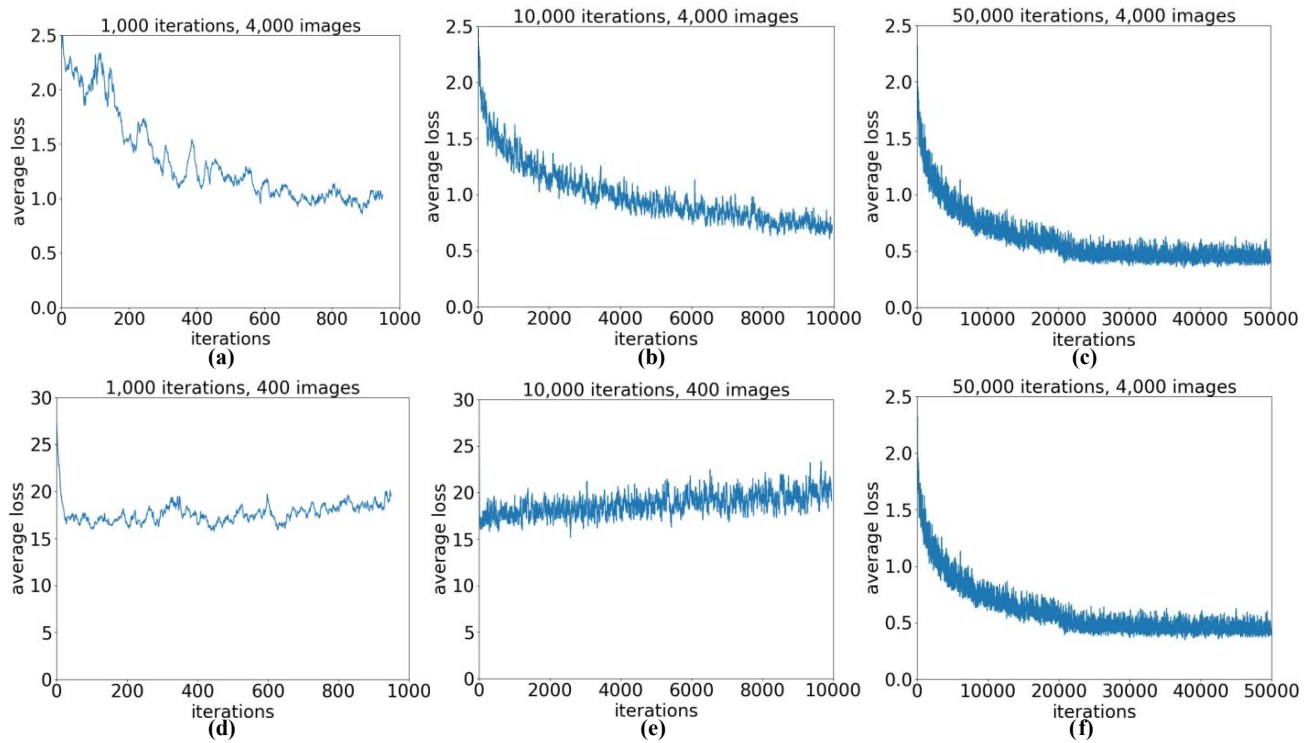 1,000 iterations, 4,000 images
2.5
2.0
1.5
1.0
0.5
0.0
average loss
0 200 400 600 800 1000
iterations
(a)
10,000 iterations, 4,000 images
2.5
2.0
1.5
1.0
0.5
0.0
average loss
0 2000 4000 6000 8000 10000
iterations
(b)
50,000 iterations, 4,000 images
2.5
2.0
1.5
1.0
0.5
0.0
average loss
0 10000 20000 30000 40000 50000
iterations
(c)
1,000 iterations, 400 images
30
25
20
15
10
5
0
average loss
0 200 400 600 800 1000
iterations
(d)
10,000 iterations, 400 images
30
25
20
15
10
5
0
average loss
0 2000 4000 6000 8000 10000
iterations
(e)
50,000 iterations, 4,000 images
2.5
2.0
1.5
1.0
0.5
0.0
average loss
0 10000 20000 30000 40000 50000
iterations
(f)